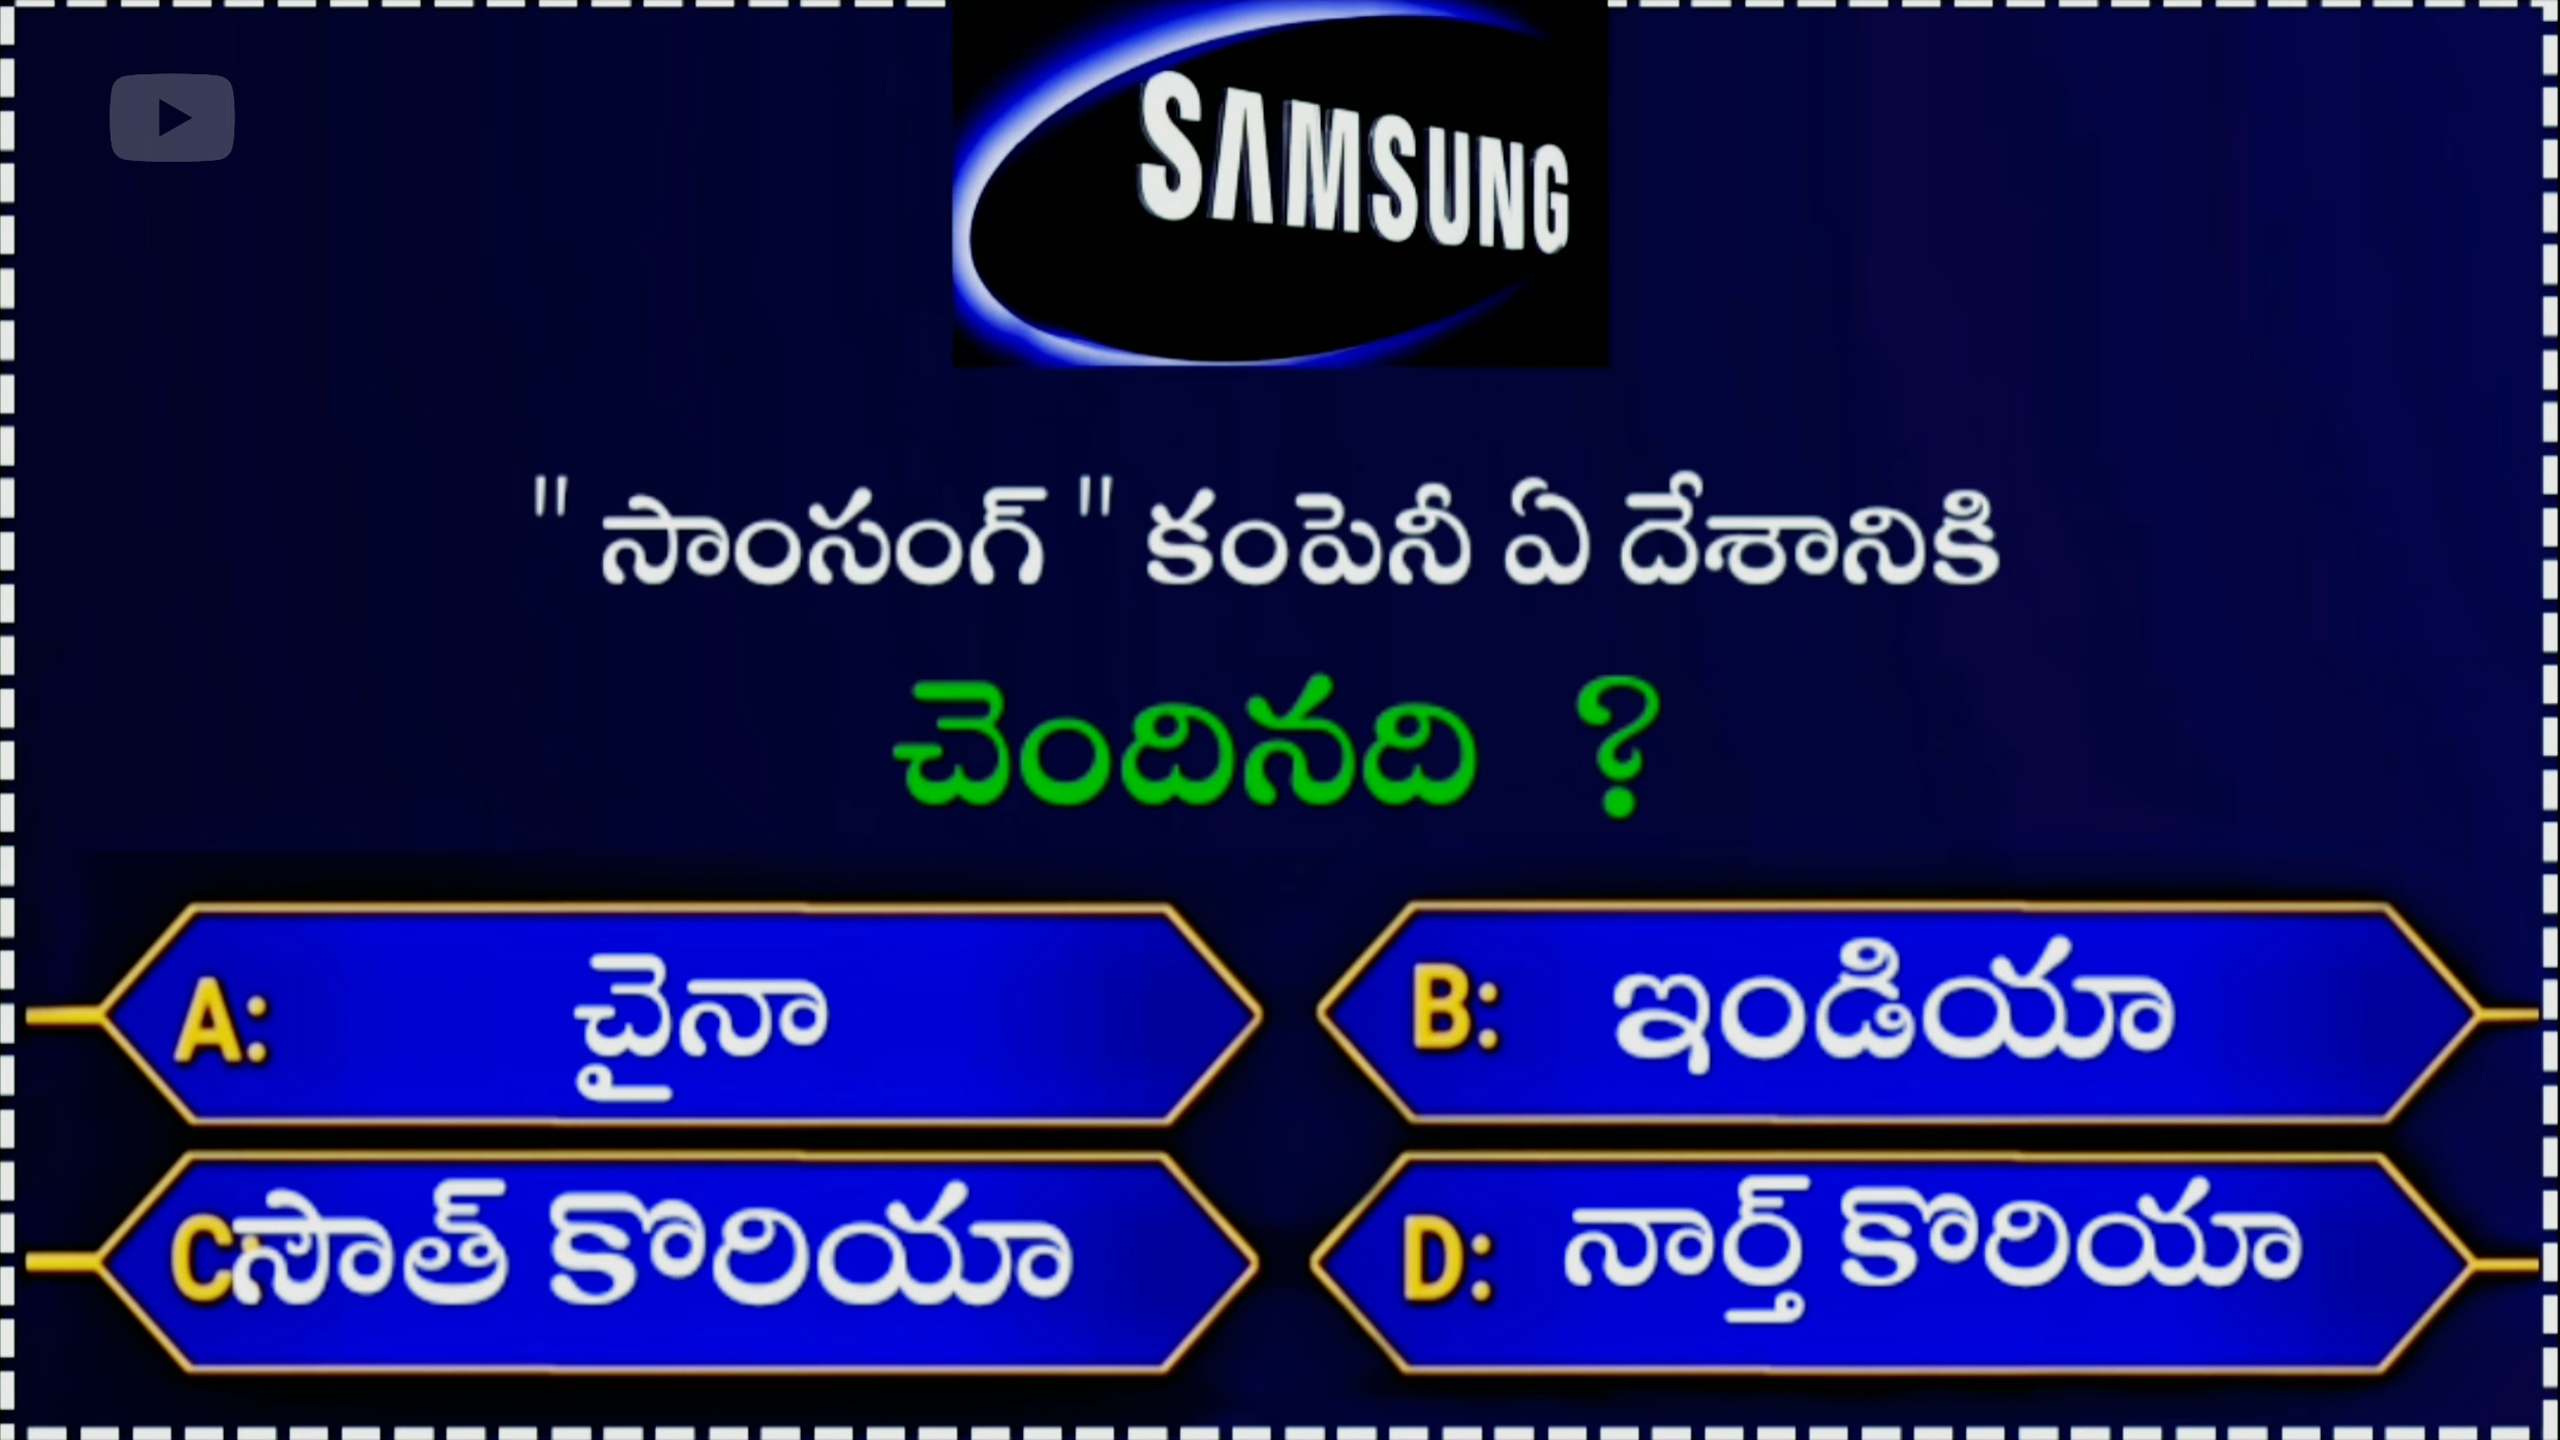 SAMSUNG
" సాంసంగ్ " కంపెనీ ఏ దేశానికి
చెందినది ?
A: చైనా
B: ఇండియా
C: సౌత్ కొరియా
D: నార్త్ కొరియా